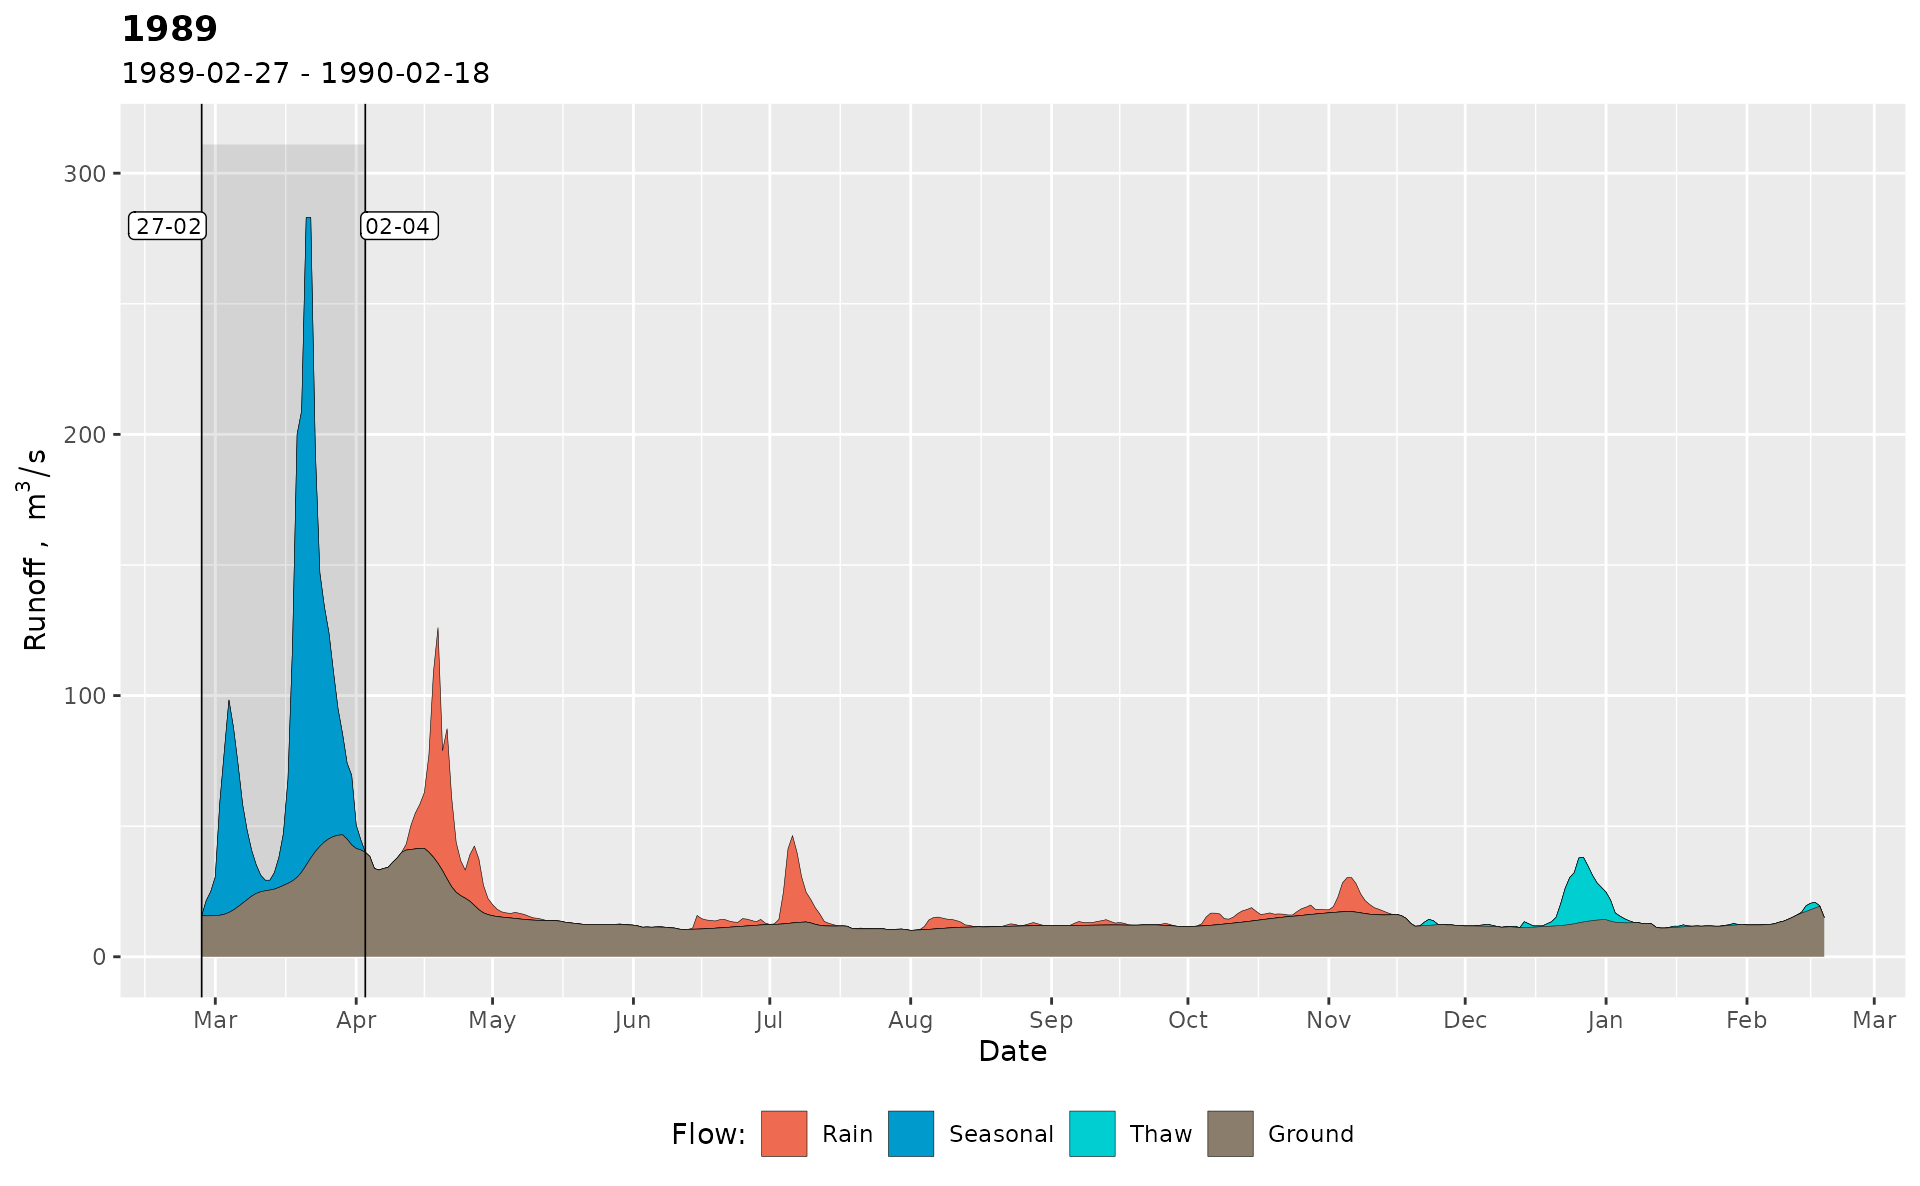 1989
1989-02-27 - 1990-02-18
300
200
100
0
27-02
02-04
Runoff , m³/s
Mar Apr May Jun Jul Aug Sep Oct Nov Dec Jan Feb Mar
Date
Flow: Rain Seasonal Thaw Ground